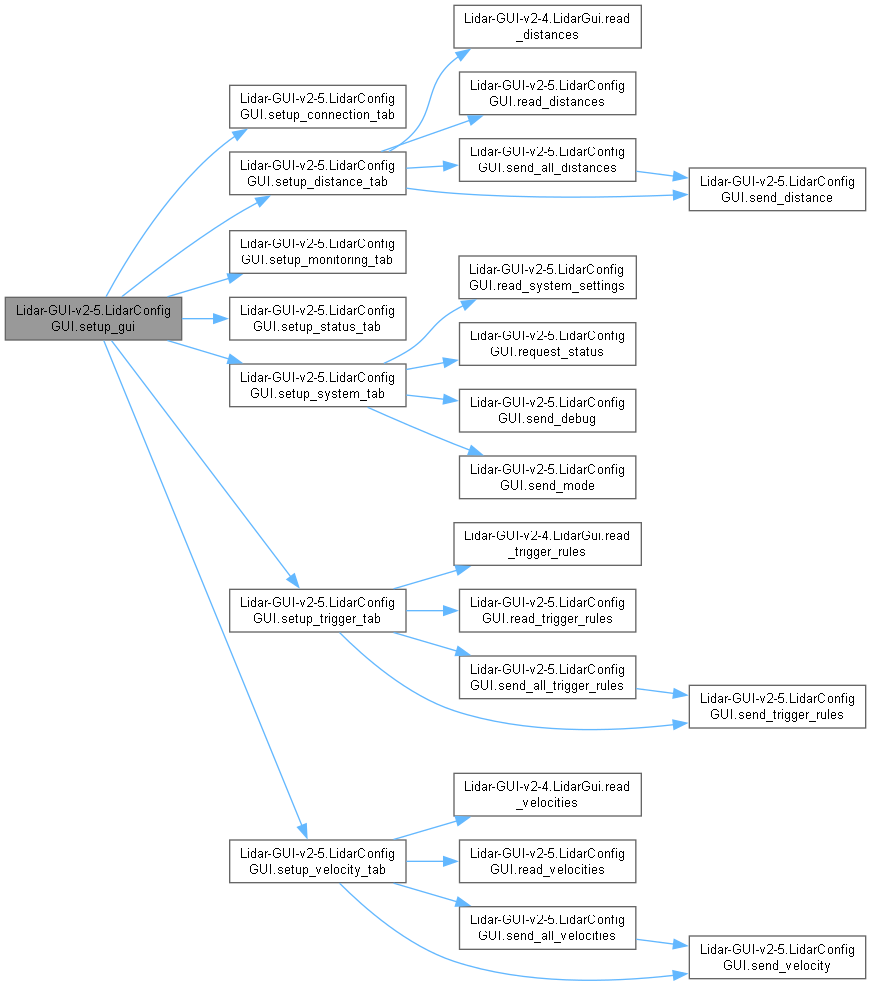 Lidar-GUI-v2-4.LidarGui.read
_distances
Lidar-GUI-v2-5.LidarConfig
GUI.setup_connection_tab
Lidar-GUI-v2-5.LidarConfig
GUI.read_distances
Lidar-GUI-v2-5.LidarConfig
GUI.setup_distance_tab
Lidar-GUI-v2-5.LidarConfig
GUI.send_all_distances
Lidar-GUI-v2-5.LidarConfig
GUI.send_distance
Lidar-GUI-v2-5.LidarConfig
GUI.setup_monitoring_tab
Lidar-GUI-v2-5.LidarConfig
GUI.read_system_settings
Lidar-GUI-v2-5.LidarConfig
GUI.setup_gui
Lidar-GUI-v2-5.LidarConfig
GUI.setup_status_tab
Lidar-GUI-v2-5.LidarConfig
GUI.request_status
Lidar-GUI-v2-5.LidarConfig
GUI.setup_system_tab
Lidar-GUI-v2-5.LidarConfig
GUI.send_debug
Lidar-GUI-v2-5.LidarConfig
GUI.send_mode
Lidar-GUI-v2-4.LidarGui.read
_trigger_rules
Lidar-GUI-v2-5.LidarConfig
GUI.setup_trigger_tab
Lidar-GUI-v2-5.LidarConfig
GUI.read_trigger_rules
Lidar-GUI-v2-5.LidarConfig
GUI.send_all_trigger_rules
Lidar-GUI-v2-5.LidarConfig
GUI.send_trigger_rules
Lidar-GUI-v2-4.LidarGui.read
_velocities
Lidar-GUI-v2-5.LidarConfig
GUI.setup_velocity_tab
Lidar-GUI-v2-5.LidarConfig
GUI.read_velocities
Lidar-GUI-v2-5.LidarConfig
GUI.send_all_velocities
Lidar-GUI-v2-5.LidarConfig
GUI.send_velocity